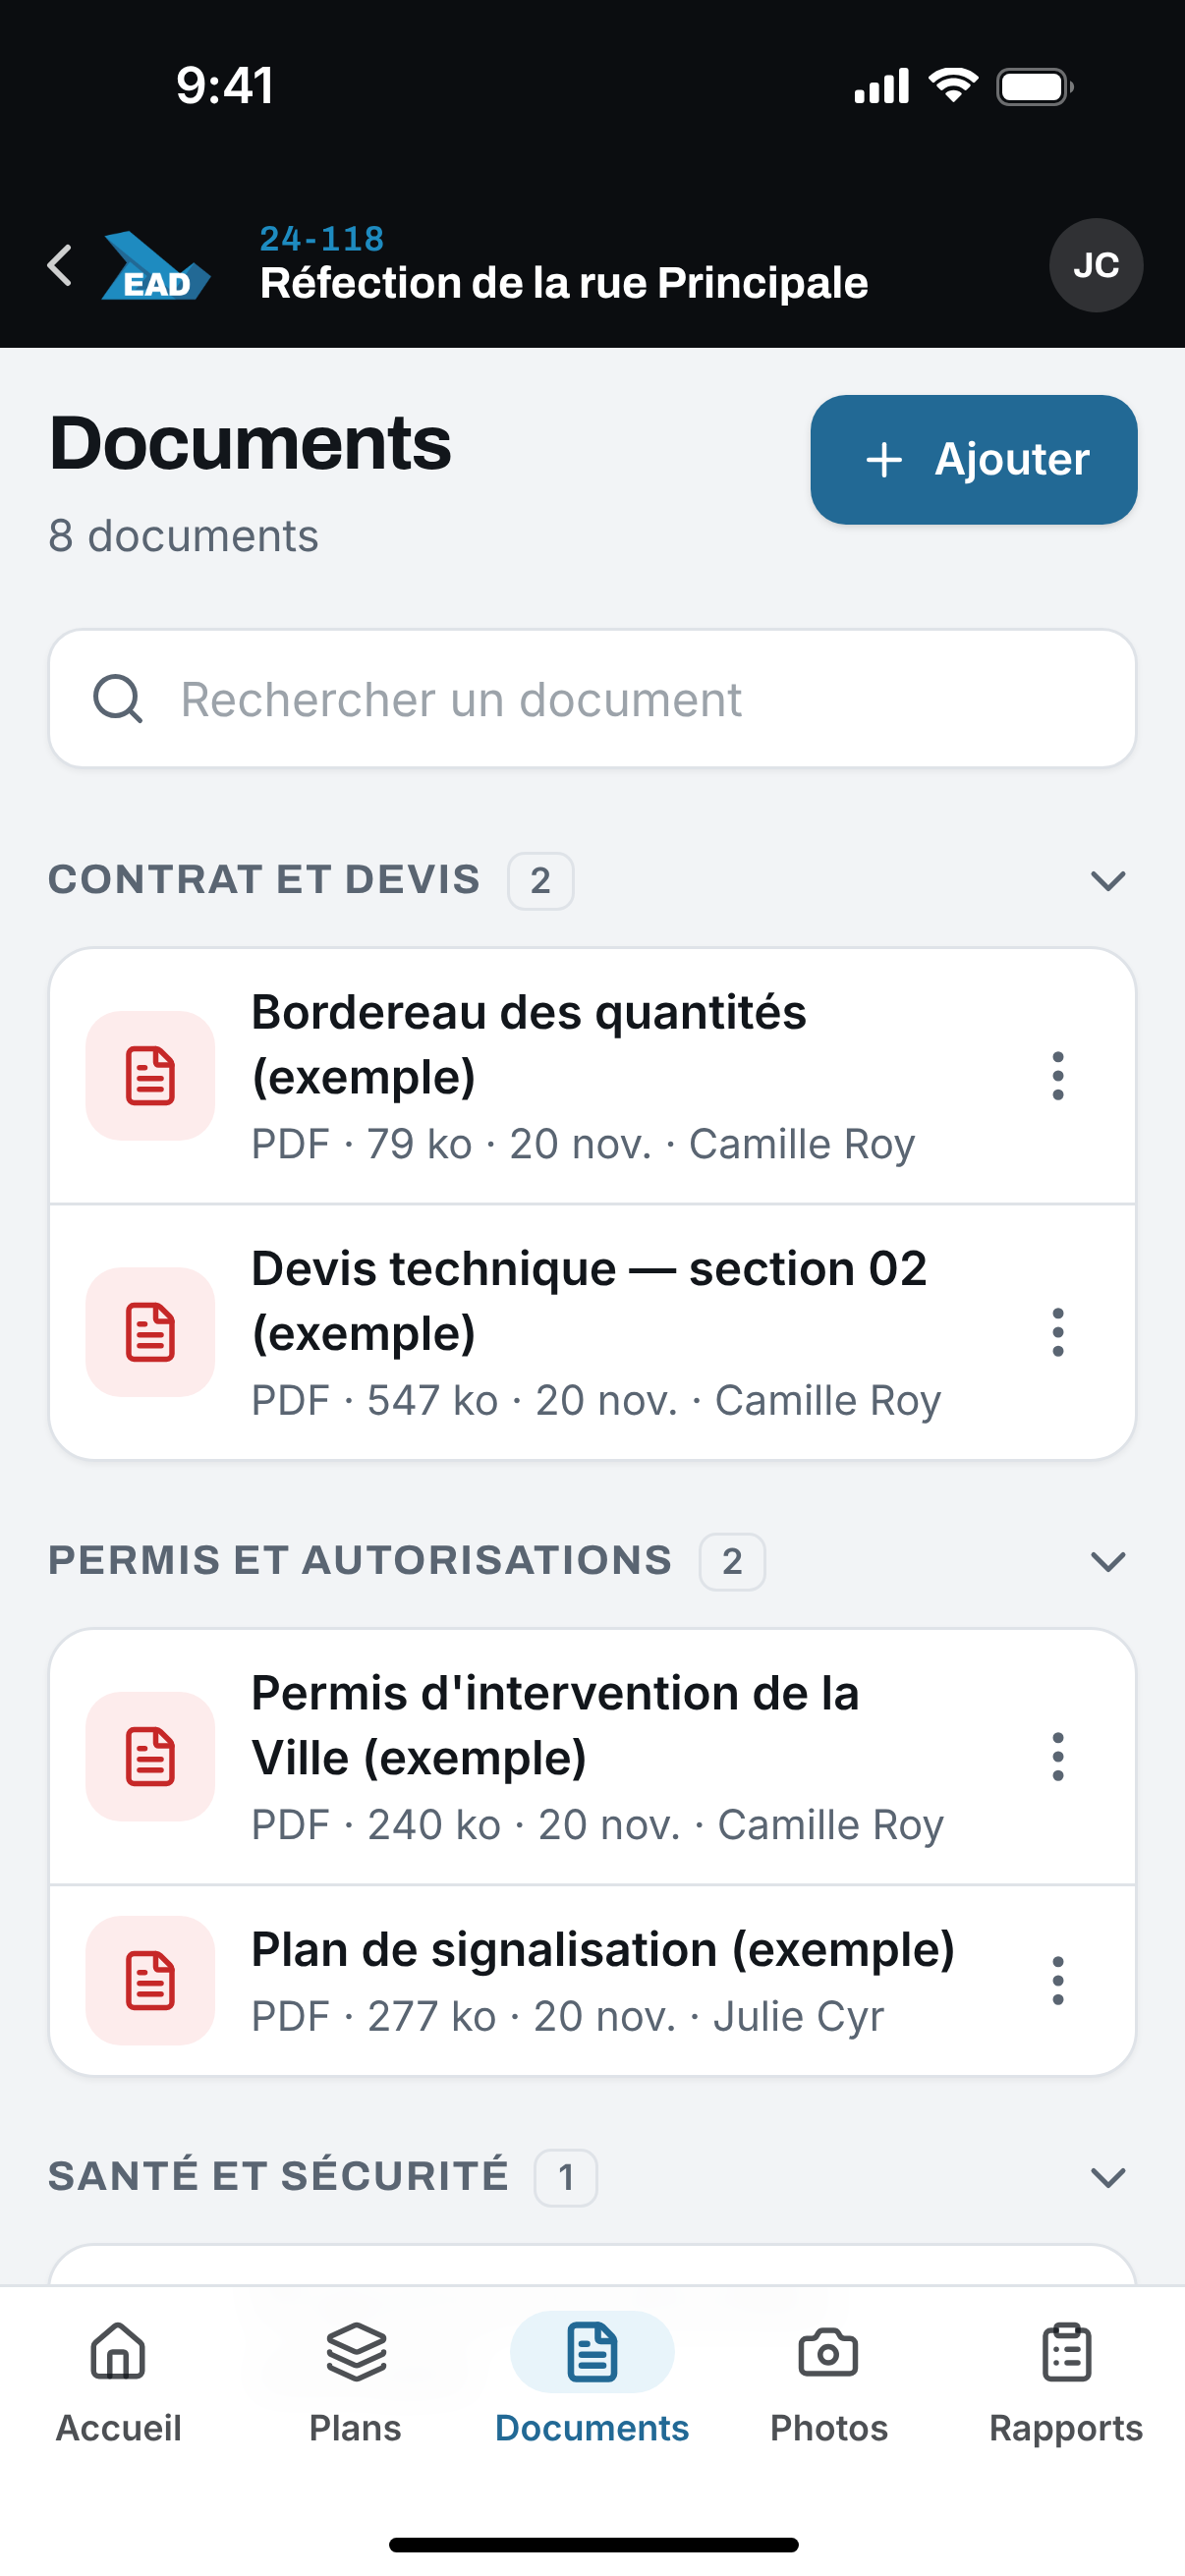 9:41
EAD
24-118
Réfection de la rue Principale
JC
Documents
8 documents
Ajouter
Rechercher un document
CONTRAT ET DEVIS 2
Bordereau des quantités
(exemple)
PDF · 79 ko · 20 nov. · Camille Roy
Devis technique — section 02
(exemple)
PDF · 547 ko · 20 nov. · Camille Roy
PERMIS ET AUTORISATIONS 2
Permis d'intervention de la
Ville (exemple)
PDF · 240 ko · 20 nov. · Camille Roy
Plan de signalisation (exemple)
PDF · 277 ko · 20 nov. · Julie Cyr
SANTÉ ET SÉCURITÉ 1
Accueil
Plans
Documents
Photos
Rapports